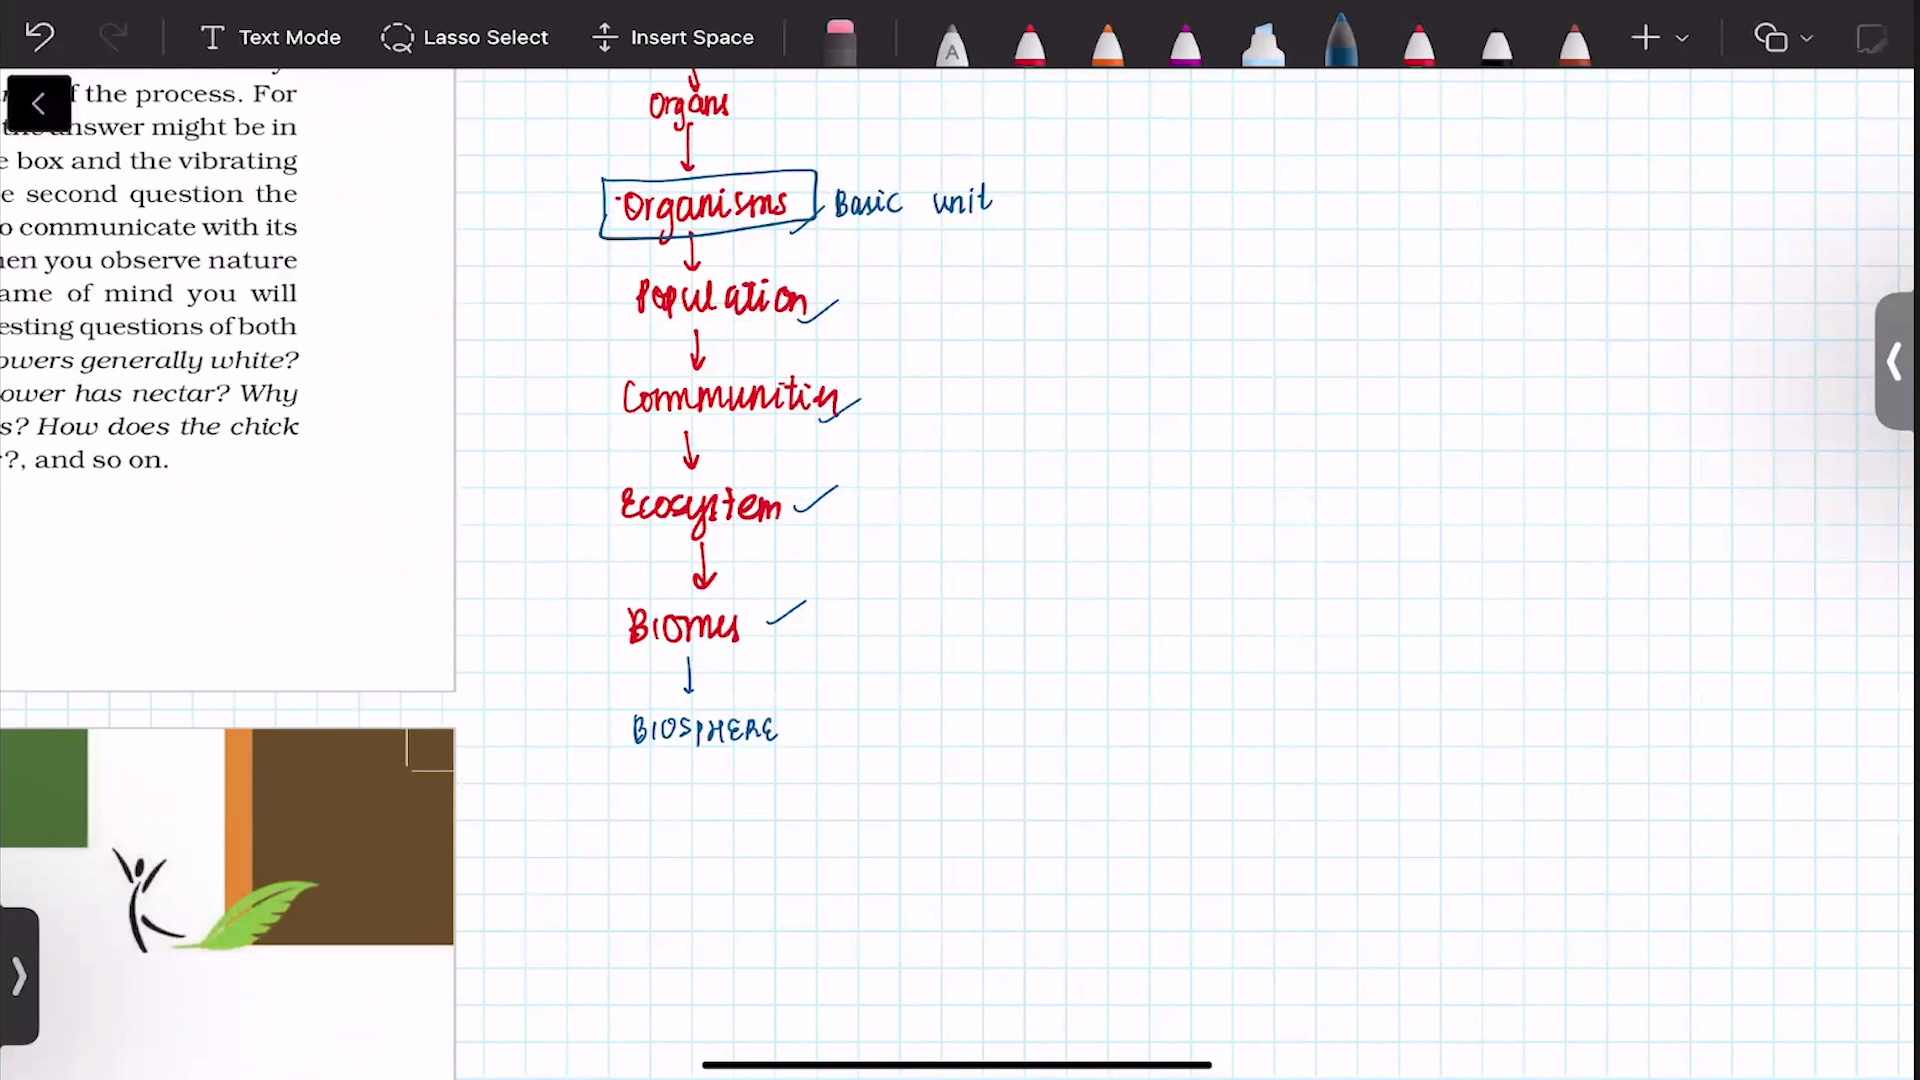 Text Mode
Lasso Select
Insert Space
A
f the process. For
answer might be in
e box and the vibrating
e second question the
o communicate with its
hen you observe nature
ame of mind you will
esting questions of both
owers generally white?
ower has nectar? Why
s? How does the chick
r?, and so on.
Organs
Organisms Basic unit
Population
Communities
Ecosystem
Biomes
BIOSPHERE